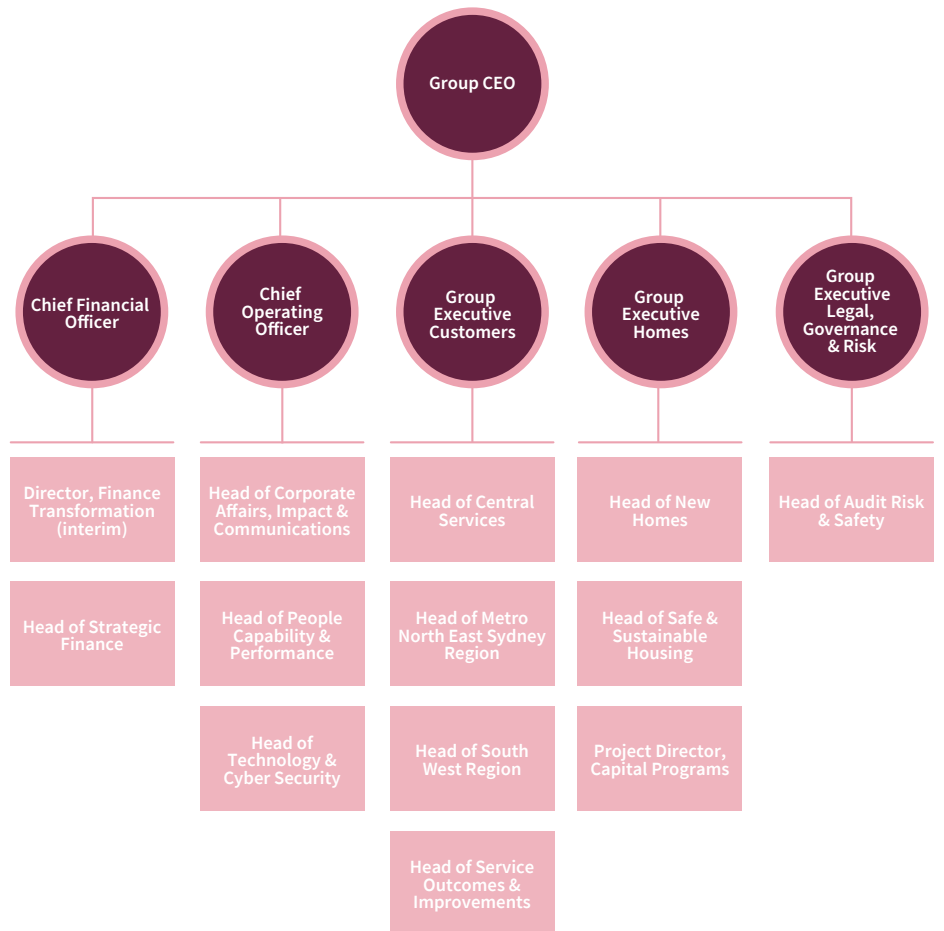 Group CEO
Chief Financial
Officer
Chief
Operating
Officer
Group
Executive
Customers
Group
Executive
Homes
Group
Executive
Legal,
Governance
& Risk
Director, Finance
Transformation
(interim)
Head of Strategic
Finance
Head of Corporate
Affairs, Impact &
Communications
Head of People
Capability &
Performance
Head of
Technology &
Cyber Security
Head of Central
Services
Head of Metro
North East Sydney
Region
Head of South
West Region
Head of Service
Outcomes &
Improvements
Head of New
Homes
Head of Safe &
Sustainable
Housing
Project Director,
Capital Programs
Head of Audit Risk
& Safety